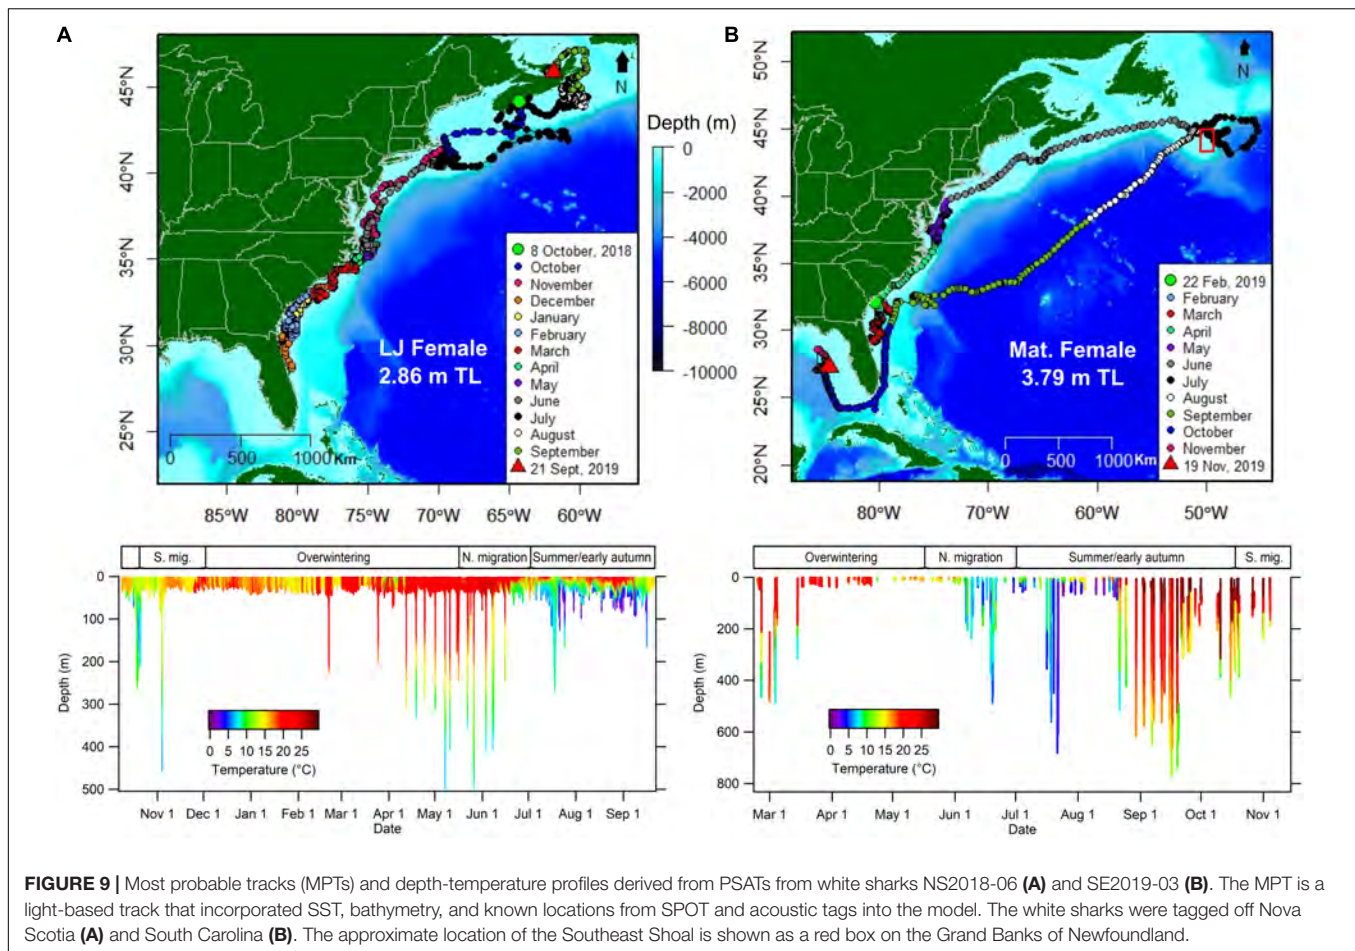 A
B
45°N
40°N
35°N
30°N
25°N
N
Depth (m)
0
-2000
-4000
-6000
-8000
-10000
8 October, 2018
October
November
December
January
February
March
April
May
June
July
August
September
21 Sept, 2019
LJ Female
2.86 m TL
0 500 1000Km
85°W 80°W 75°W 70°W 65°W 60°W
50°N
45°N
40°N
35°N
30°N
25°N
20°N
N
22 Feb, 2019
February
March
April
May
June
July
August
September
October
November
19 Nov, 2019
Mat. Female
3.79 m TL
0 500 1000Km
80°W 70°W 60°W 50°W
S. mig. Overwintering N. migration Summer/early autumn
Depth (m)
0
100
200
300
400
500
0 5 10 15 20 25
Temperature (°C)
Nov 1 Dec 1 Jan 1 Feb 1 Mar 1 Apr 1 May 1 Jun 1 Jul 1 Aug 1 Sep 1
Date
Overwintering N. migration Summer/early autumn S. mig.
Depth (m)
0
200
400
600
800
0 5 10 15 20 25
Temperature (°C)
Mar 1 Apr 1 May 1 Jun 1 Jul 1 Aug 1 Sep 1 Oct 1 Nov 1
Date
FIGURE 9 | Most probable tracks (MPTs) and depth-temperature profiles derived from PSATs from white sharks NS2018-06 (A) and SE2019-03 (B). The MPT is a
light-based track that incorporated SST, bathymetry, and known locations from SPOT and acoustic tags into the model. The white sharks were tagged off Nova
Scotia (A) and South Carolina (B). The approximate location of the Southeast Shoal is shown as a red box on the Grand Banks of Newfoundland.